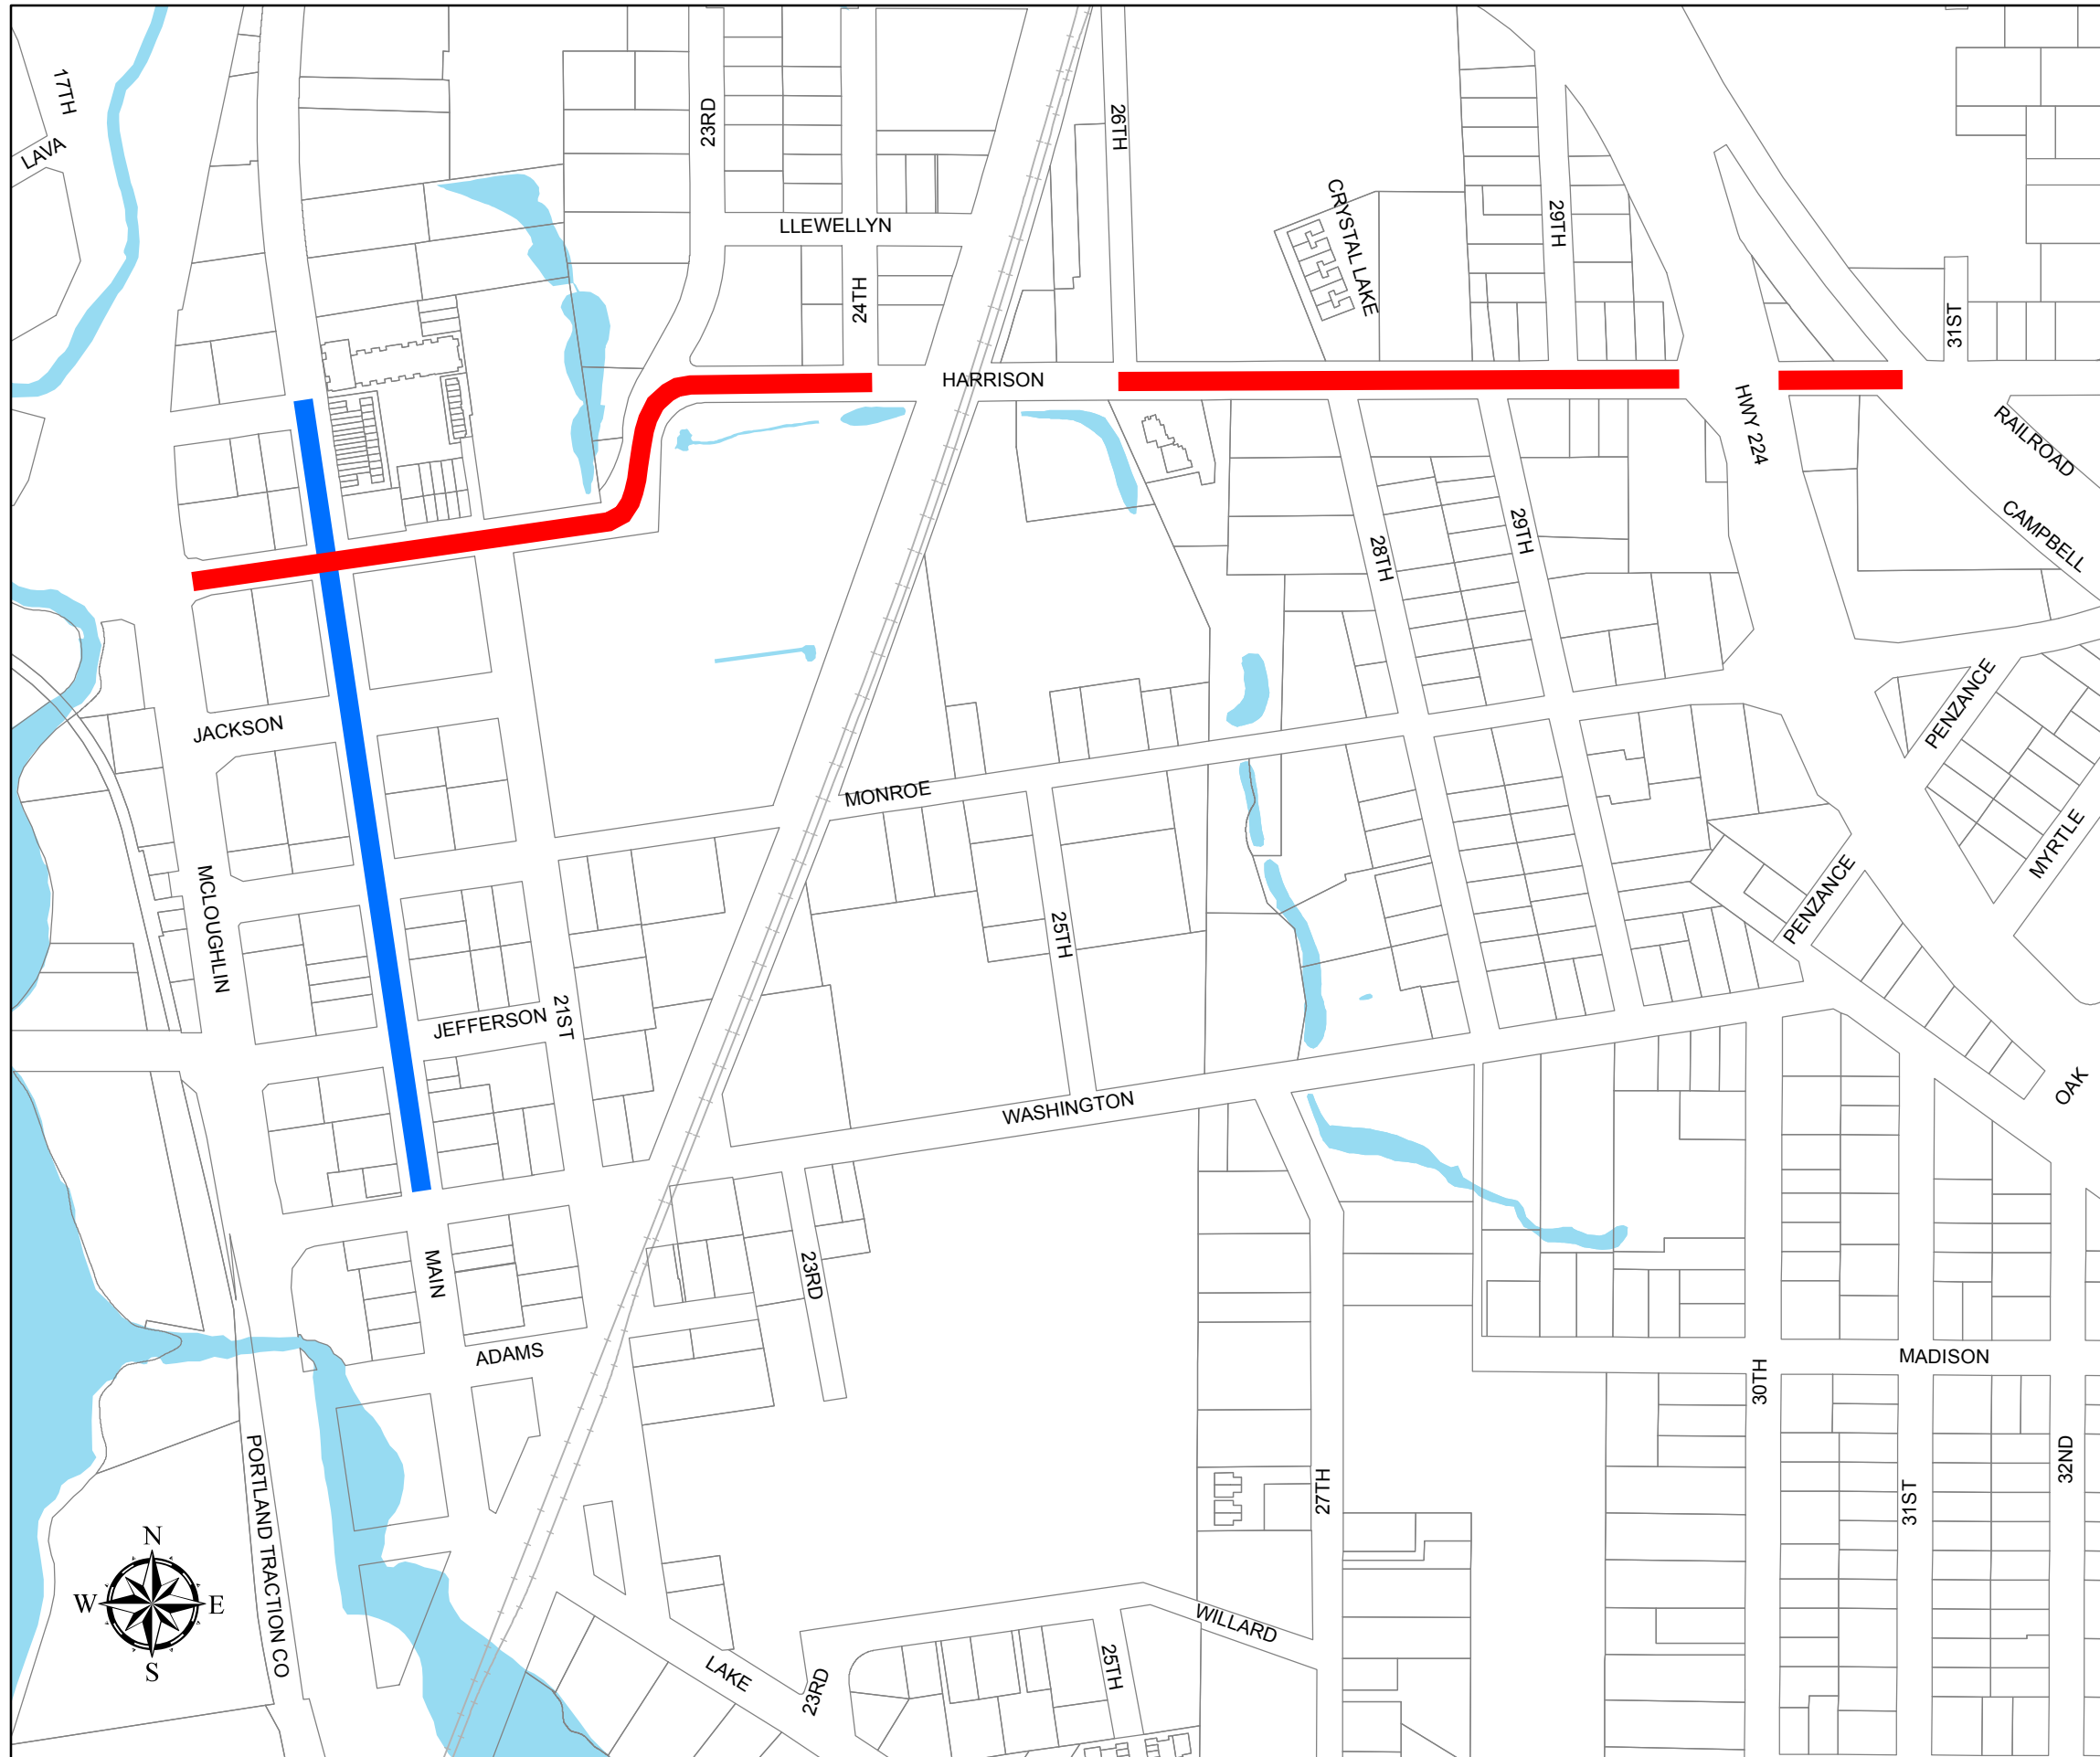 17TH
LAVA
23RD
26TH
CRYSTAL LAKE
29TH
LLEWELLYN
24TH
31ST
HARRISON
HWY 224
RAILROAD
CAMPBELL
28TH
29TH
JACKSON
PENZANCE
MONROE
MYRTLE
MCLOUGHLIN
PENZANCE
25TH
21ST
JEFFERSON
OAK
WASHINGTON
MAIN
23RD
ADAMS
MADISON
30TH
PORTLAND TRACTION CO
27TH
31ST
32ND
N
W
E
S
WILLARD
LAKE
23RD
25TH